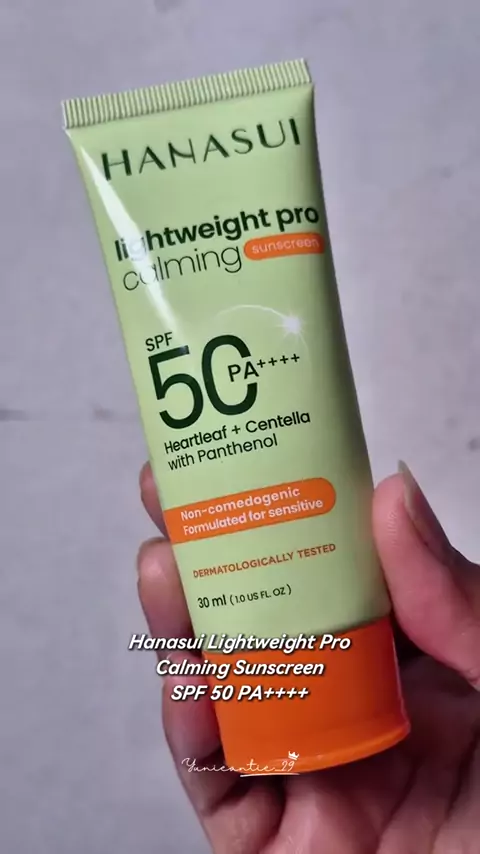 HANASUI
lightweight pro
calming sunscreen
SPF
50 PA++++
Heartleaf + Centella
with Panthenol
Non-comedogenic
Formulated for sensitive
DERMATOLOGICALLY TESTED
30 ml (1.0 US FL. OZ)
Hanasui Lightweight Pro
Calming Sunscreen
SPF 50 PA++++
Yunicantic_29